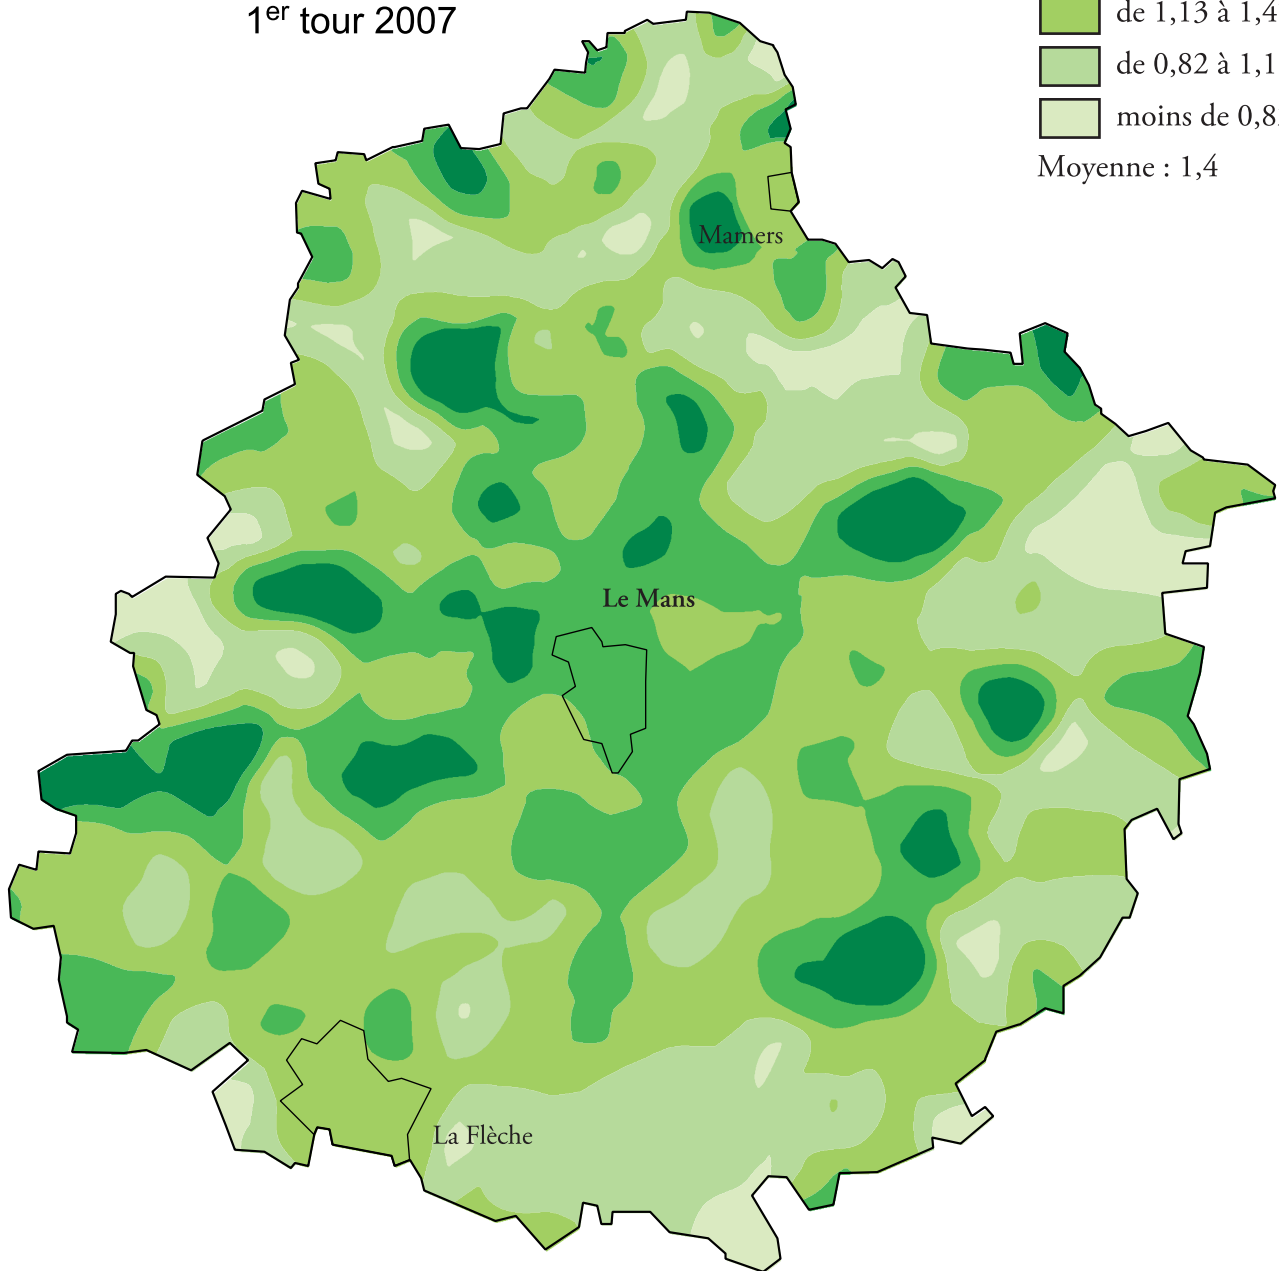 1er tour 2007
de 1,13 à 1,4
de 0,82 à 1,1
moins de 0,8
Moyenne : 1,4
Mamers
Le Mans
La Flèche